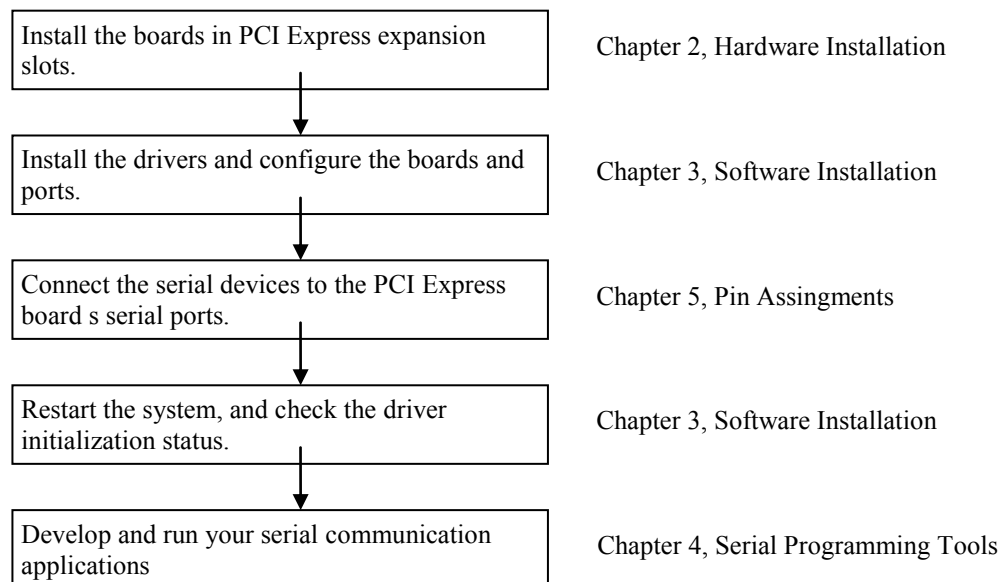 Install the boards in PCI Express expansion
slots.
Chapter 2, Hardware Installation
Install the drivers and configure the boards and
ports.
Chapter 3, Software Installation
Connect the serial devices to the PCI Express
board s serial ports.
Chapter 5, Pin Assingments
Restart the system, and check the driver
initialization status.
Chapter 3, Software Installation
Develop and run your serial communication
applications
Chapter 4, Serial Programming Tools